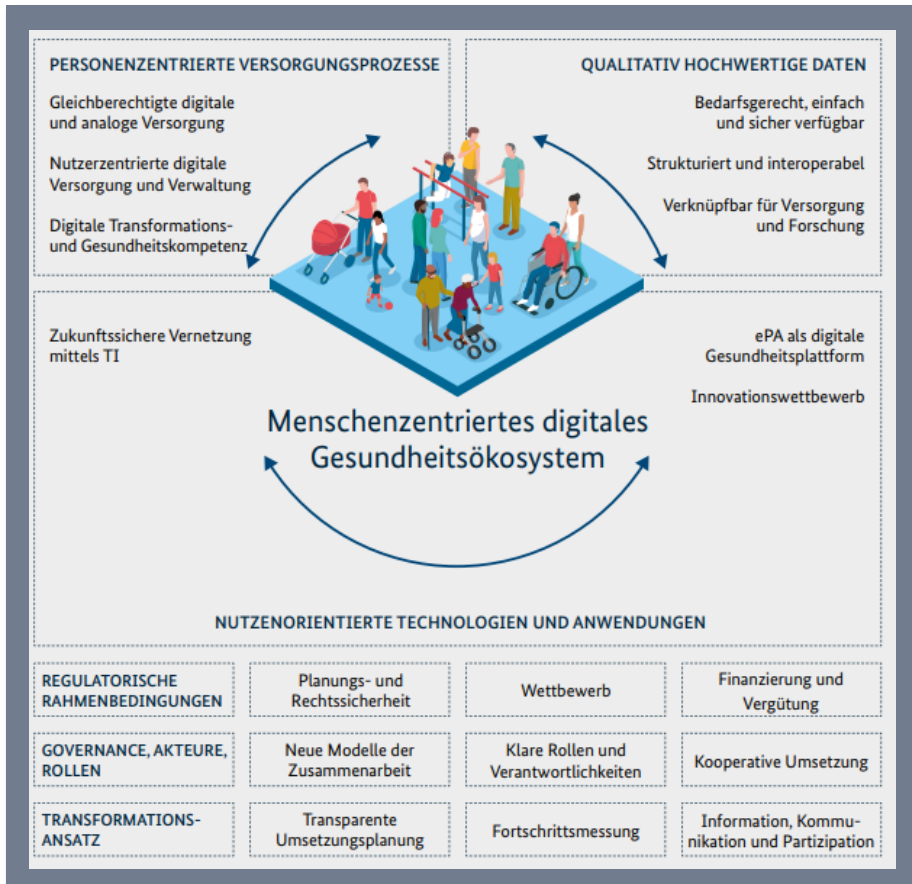 PERSONENZENTRIERTE VERSORGUNGSPROZESSE
Gleichberechtigte digitale
und analoge Versorgung
Nutzerzentrierte digitale
Versorgung und Verwaltung
Digitale Transformations-
und Gesundheitskompetenz
QUALITATIV HOCHWERTIGE DATEN
Bedarfsgerecht, einfach
und sicher verfügbar
Strukturiert und interoperabel
Verknüpfbar für Versorgung
und Forschung
Zukunftssichere Vernetzung
mittels TI
ePA als digitale
Gesundheitsplattform
Innovationswettbewerb
Menschenzentriertes digitales
Gesundheitsökosystem
NUTZENORIENTIERTE TECHNOLOGIEN UND ANWENDUNGEN
REGULATORISCHE
RAHMENBEDINGUNGEN
Planungs- und
Rechtssicherheit
Wettbewerb
Finanzierung und
Vergütung
GOVERNANCE, AKTEURE,
ROLLEN
Neue Modelle der
Zusammenarbeit
Klare Rollen und
Verantwortlichkeiten
Kooperative Umsetzung
TRANSFORMATIONS-
ANSATZ
Transparente
Umsetzungsplanung
Fortschrittsmessung
Information, Kommu-
nikation und Partizipation